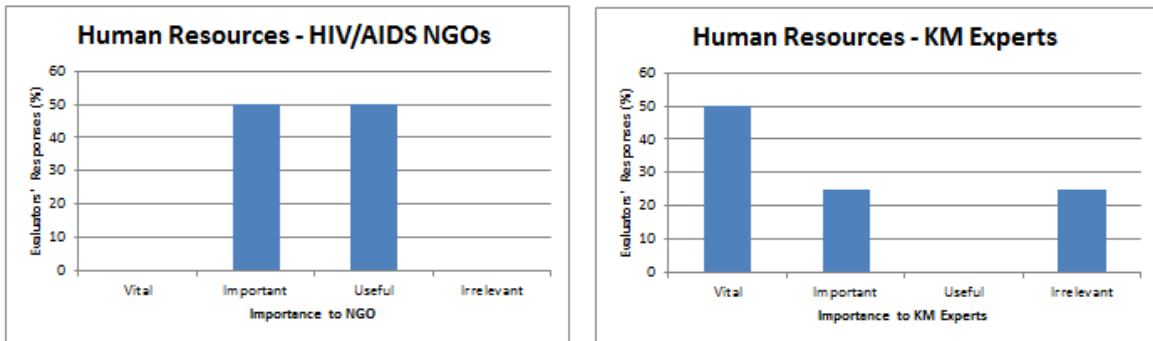 Human Resources - HIV/AIDS NGOs
Evaluators' Responses (%)
60
50
40
30
20
10
0
Vital Important Useful Irrelevant
Importance to NGO
Human Resources - KM Experts
Evaluators' Responses (%)
60
50
40
30
20
10
0
Vital Important Useful Irrelevant
Importance to KM Experts